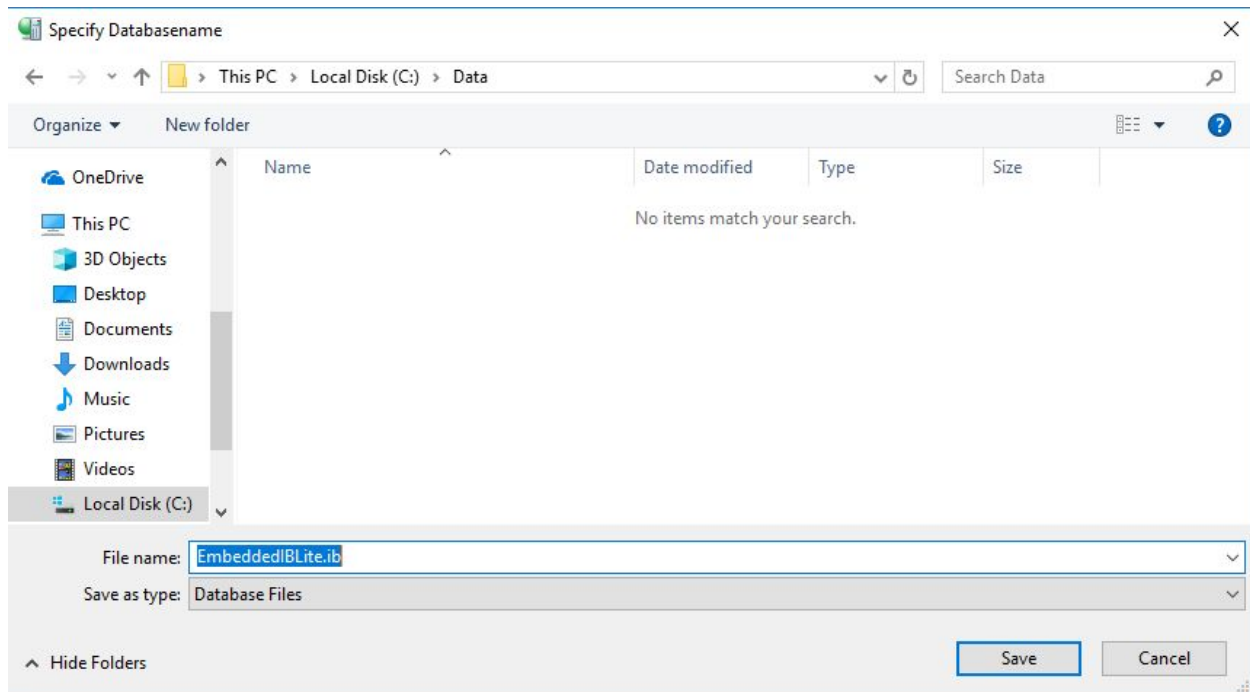 Specify Databasename
This PC > Local Disk (C:) > Data
Search Data
Organize
New folder
Name
Date modified
Type
Size
No items match your search.
OneDrive
This PC
3D Objects
Desktop
Documents
Downloads
Music
Pictures
Videos
Local Disk (C:)
File name: EmbeddedIBLite.ib
Save as type: Database Files
Hide Folders
Save
Cancel